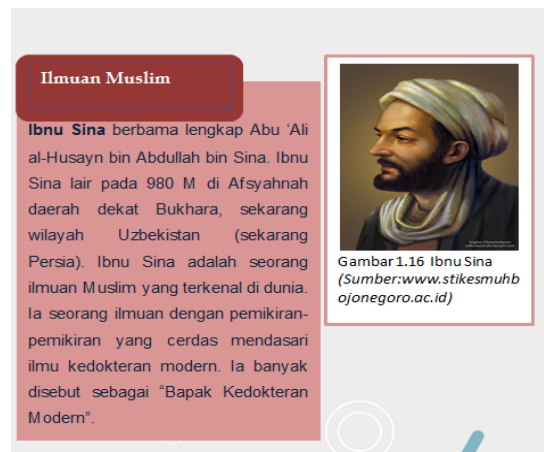 Ilmuan Muslim
Ibnu Sina berbama lengkap Abu ‘Ali
al-Husayn bin Abdullah bin Sina. Ibnu
Sina lair pada 980 M di Afsyahnah
daerah dekat Bukhara, sekarang
wilayah Uzbekistan (sekarang
Persia). Ibnu Sina adalah seorang
ilmuan Muslim yang terkenal di dunia.
Ia seorang ilmuan dengan pemikiran-
pemikiran yang cerdas mendasari
ilmu kedokteran modern. Ia banyak
disebut sebagai “Bapak Kedokteran
Modern”.
Gambar 1.16 Ibnu Sina
(Sumber:www.stikesmuhb
ojonegoro.ac.id)